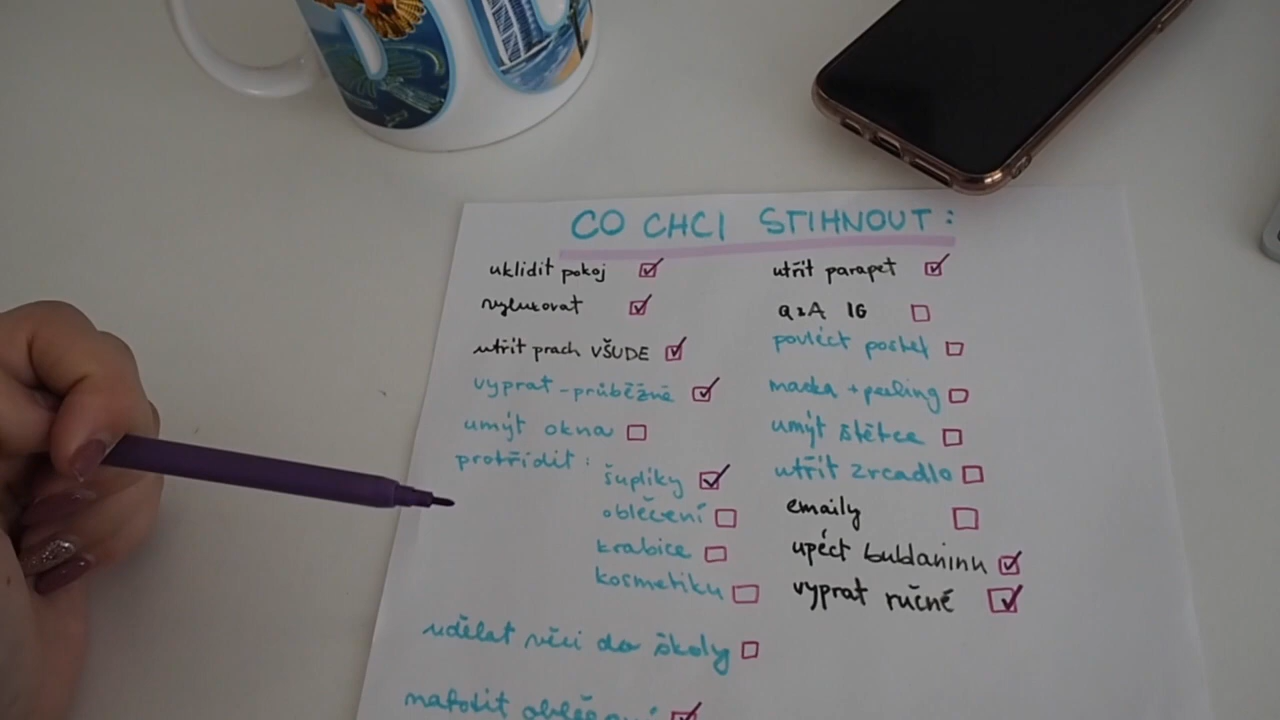 CO CHCI STIHNOUT:
uklidit pokoj
vyluxovat
utřít prach VŠUDE
vyprat - průběžně
umýt okna
protřídit:
šuplíky
oblečení
krabice
kosmetiku
udělat věci do školy
nafotit oblečení
utřít parapet
Q&A IG
povléct postel
maska + peeling
umýt štětce
utřít zrcadlo
emaily
upéct
vyprat ručně